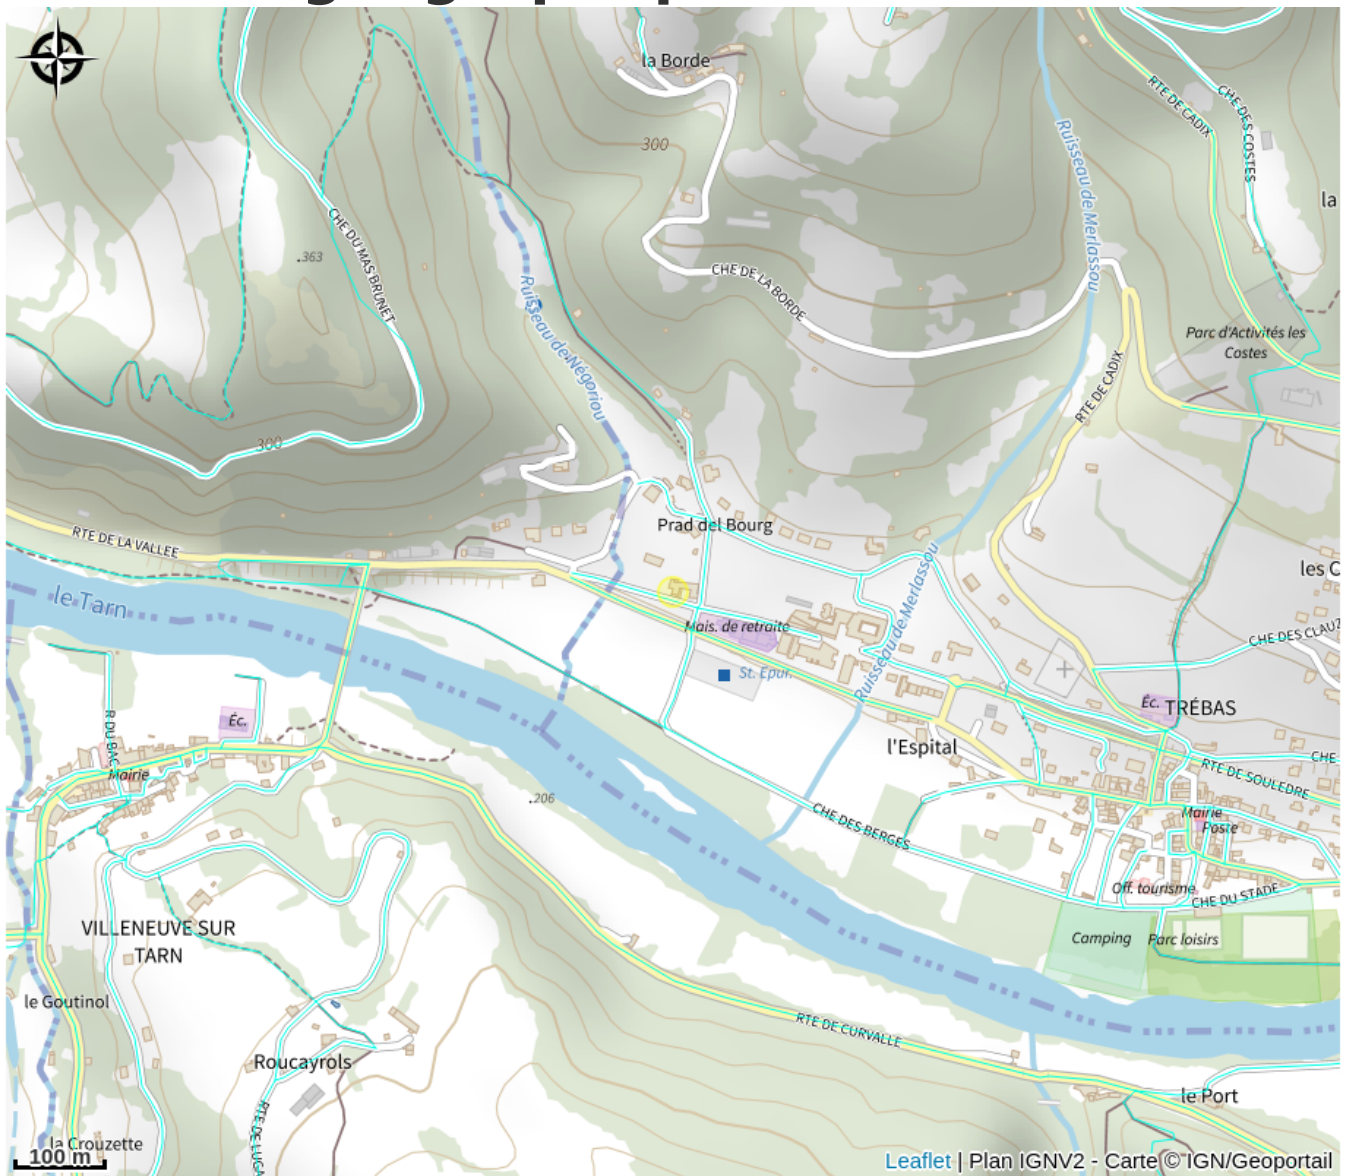 la Borde
RTE DE CADIX
CHE DES COSTES
Ruisseau de Merlassou
300
la
CHE DU MAS BRUNET
.363
CHE DE LA BORDE
Ruisseau de Négoriou
Parc d'Activités les
Costes
RTE DE CADIX
300
Prad del Bourg
RTE DE LA VALLEE
les C
le Tarn
Mais. de retraite
Ruisseau de Merlassou
CHE DES CLAUZ
St. Epur.
Éc.
TRÉBAS
Éc.
R DU BAC
l'Espital
CHE
RTE DE SOULEDRE
Mairie
.206
CHE DES BERGES
Mairie
Poste
Off. tourisme
CHE DU STADE
VILLENEUVE SUR
TARN
Camping
Parc loisirs
le Goutinol
RTE DE CURVALLE
Roucayrols
le Port
RTE DE LUGA
la Crouzette
100 m
Leaflet | Plan IGNV2 - Carte © IGN/Geoportail